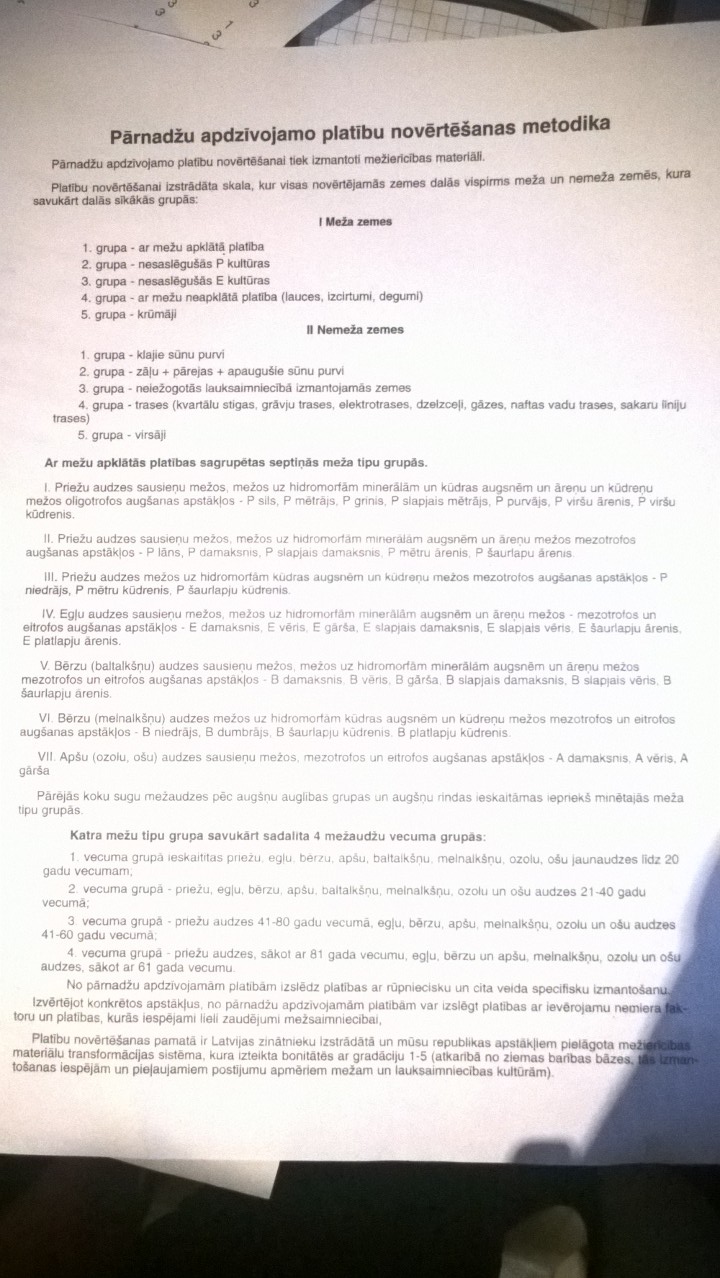 Pārnadžu apdzīvojamo platību novērtēšanas metodika
Pārnadžu apdzīvojamo platību novērtēšanai tiek izmantoti mežierīcības materiāli.
Platību novērtēšanai izstrādāta skala, kur visas novērtējamās zemes dalās vispirms meža un nemeža zemēs, kura
savukārt dalās sīkākās grupās:
I Meža zemes
1. grupa - ar mežu apklātā platība
2. grupa - nesaslēgušās P kultūras
3. grupa - nesaslēgušās E kultūras
4. grupa - ar mežu neapklātā platība (lauces, izcirtumi, degumi)
5. grupa - krūmāji
II Nemeža zemes
1. grupa - klajie sūnu purvi
2. grupa - zāļu + pārejas + apaugušie sūnu purvi
3. grupa - neiežogotās lauksaimniecībā izmantojamās zemes
4. grupa - trases (kvartālu stigas, grāvju trases, elektrotrases, dzelzceļi, gāzes, naftas vadu trases, sakaru līniju
trases)
5. grupa - virsāji
Ar mežu apklātās platības sagrupētas septiņās meža tipu grupās.
I. Priežu audzes sausieņu mežos, mežos uz hidromorfām minerālām un kūdras augsnēm un āreņu un kūdreņu
mežos oligotrofos augšanas apstākļos - P sils, P mētrājs, P grīnis, P slapjais mētrājs, P purvājs, P viršu ārenis, P viršu
kūdrenis.
II. Priežu audzes sausieņu mežos, mežos uz hidromorfām minerālām augsnēm un āreņu mežos mezotrofos
augšanas apstākļos - P lāns, P damaksnis, P slapjais damaksnis, P mētru ārenis, P šaurlapu ārenis.
III. Priežu audzes mežos uz hidromorfām kūdras augsnēm un kūdreņu mežos mezotrofos augšanas apstākļos - P
niedrājs, P mētru kūdrenis, P šaurlapju kūdrenis.
IV. Egļu audzes sausieņu mežos, mežos uz hidromorfām minerālām augsnēm un āreņu mežos - mezotrofos un
eitrofos augšanas apstākļos - E damaksnis, E vēris, E gārša, E slapjais damaksnis, E slapjais vēris, E šaurlapju ārenis,
E platlapju ārenis.
V. Bērzu (baltalkšņu) audzes sausieņu mežos, mežos uz hidromorfām minerālām augsnēm un āreņu mežos
mezotrofos un eitrofos augšanas apstākļos - B damaksnis, B vēris, B gārša, B slapjais damaksnis, B slapjais vēris, B
šaurlapju ārenis.
VI. Bērzu (melnalkšņu) audzes mežos uz hidromorfām kūdras augsnēm un kūdreņu mežos mezotrofos un eitrofos
augšanas apstākļos - B niedrājs, B dumbrājs, B šaurlapju kūdrenis. B platlapju kūdrenis.
VII. Apšu (ozolu, ošu) audzes sausieņu mežos, mezotrofos un eitrofos augšanas apstākļos - A damaksnis, A vēris, A
gārša
Pārējās koku sugu mežaudzes pēc augšņu auglības grupas un augšņu rindas ieskaitāmas iepriekš minētajās meža
tipu grupās.
Katra mežu tipu grupa savukārt sadalīta 4 mežaudžu vecuma grupās:
1. vecuma grupā ieskaitītas priežu, egļu, bērzu, apšu, baltalkšņu, melnalkšņu, ozolu, ošu jaunaudzes līdz 20
gadu vecumam;
2. vecuma grupā - priežu, egļu, bērzu, apšu, baltalkšņu, melnalkšņu, ozolu un ošu audzes 21-40 gadu
vecumā;
3. vecuma grupā - priežu audzes 41-80 gadu vecumā, egļu, bērzu, apšu, melnalkšņu, ozolu un ošu audzes
41-60 gadu vecumā;
4. vecuma grupā - priežu audzes, sākot ar 81 gada vecumu, egļu, bērzu un apšu, melnalkšņu, ozolu un ošu
audzes, sākot ar 61 gada vecumu.
No pārnadžu apdzīvojamām platībām izslēdz platības ar rūpniecisku un cita veida specifisku izmantošanu.
Izvērtējot konkrētos apstākļus, no pārnadžu apdzīvojamām platībām var izslēgt platības ar ievērojamu nemiera fak-
toru un platības, kurās iespējami lieli zaudējumi mežsaimniecībai,
Platību novērtēšanas pamatā ir Latvijas zinātnieku izstrādātā un mūsu republikas apstākļiem pielāgota mežierīcības
materiālu transformācijas sistēma, kura izteikta bonitātēs ar gradāciju 1-5 (atkarībā no ziemas barības bāzes, tās izman-
tošanas iespējām un pieļaujamiem postījumu apmēriem mežam un lauksaimniecības kultūrām).